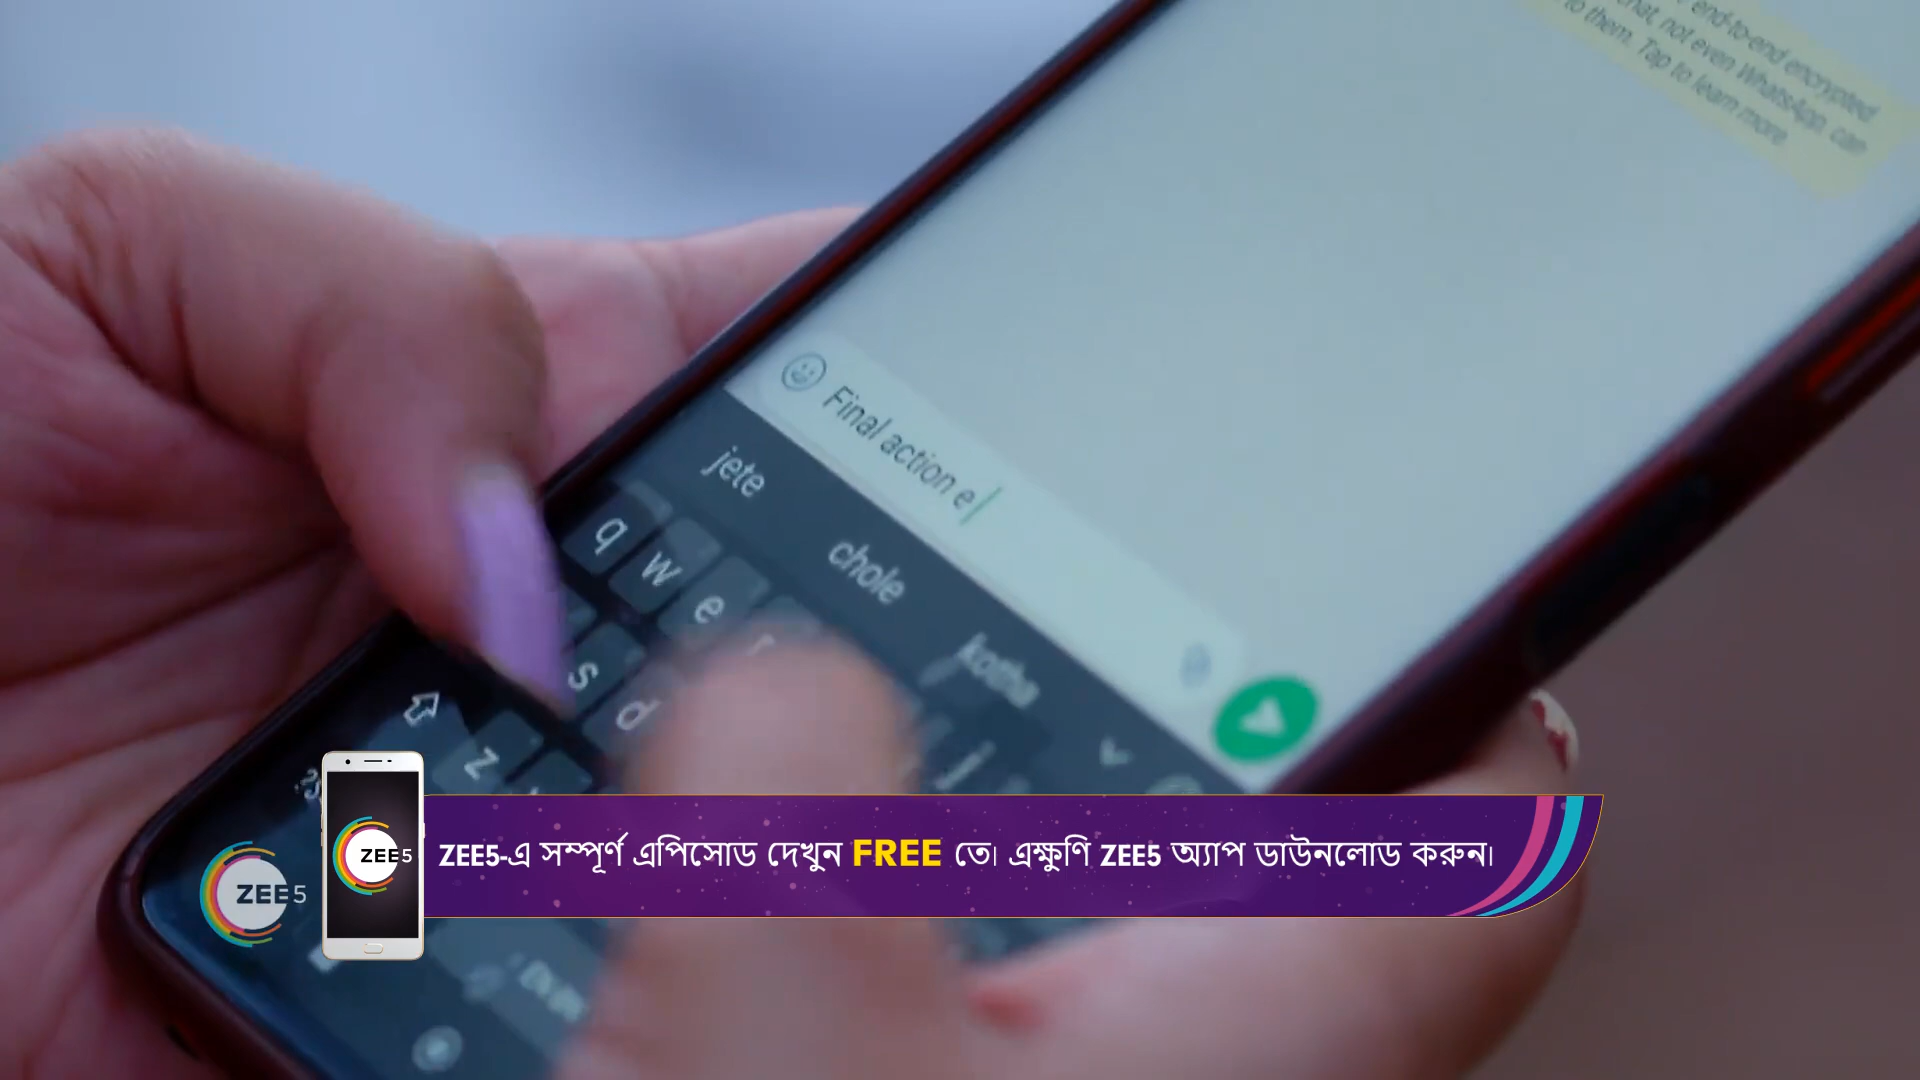 end-to-end encrypted
chat, not even WhatsApp, can
to them. Tap to learn more.
Final action e
jete
chole
kotha
q w e
s d
z
ZEE5
ZEE5
ZEE5-এ সম্পূর্ণ এপিসোড দেখুন FREE তে। এক্ষুণি ZEE5 অ্যাপ ডাউনলোড করুন।